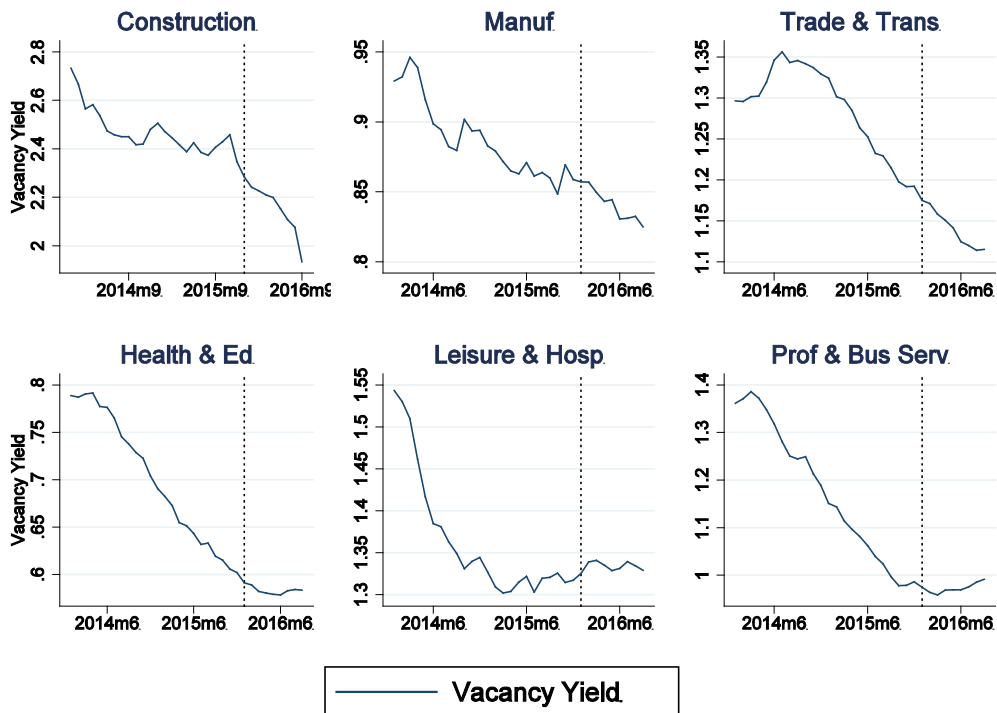 Construction
Manuf.
Trade & Trans.
Vacancy Yield
2.8
2.6
2.4
2.2
2
2014m9.
2015m9.
2016m9.
.95
.9
.85
.8
2014m6.
2015m6.
2016m6.
1.35
1.3
1.25
1.2
1.15
1.1
2014m6.
2015m6.
2016m6.
Health & Ed.
Leisure & Hosp.
Prof & Bus Serv.
Vacancy Yield
.8
.75
.7
.65
.6
2014m6.
2015m6.
2016m6.
1.55
1.5
1.45
1.4
1.35
1.3
2014m6.
2015m6.
2016m6.
1.4
1.3
1.2
1.1
1
2014m6.
2015m6.
2016m6.
Vacancy Yield.